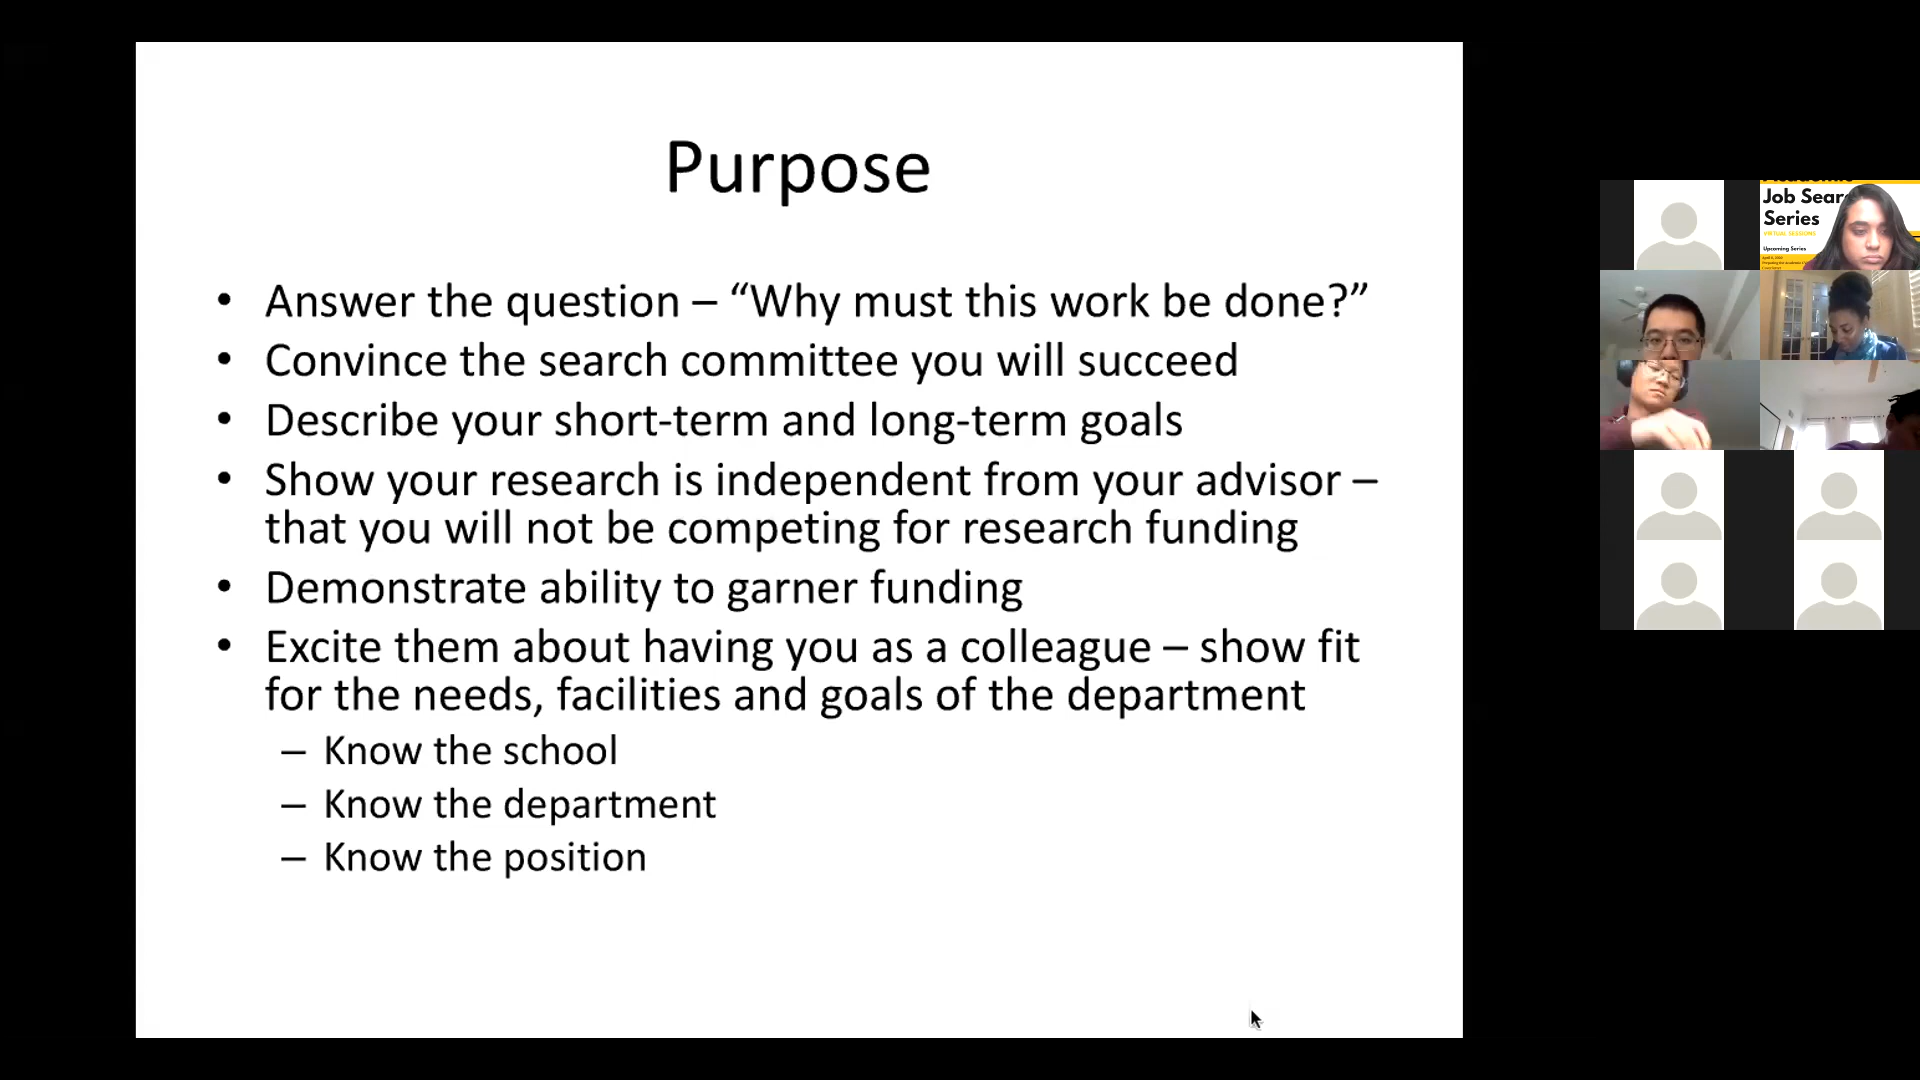 Purpose
• Answer the question – “Why must this work be done?”
• Convince the search committee you will succeed
• Describe your short-term and long-term goals
• Show your research is independent from your advisor –
that you will not be competing for research funding
• Demonstrate ability to garner funding
• Excite them about having you as a colleague – show fit
for the needs, facilities and goals of the department
– Know the school
– Know the department
– Know the position
Job Sear
Series
VIRTUAL SESSIONS
Upcoming Series